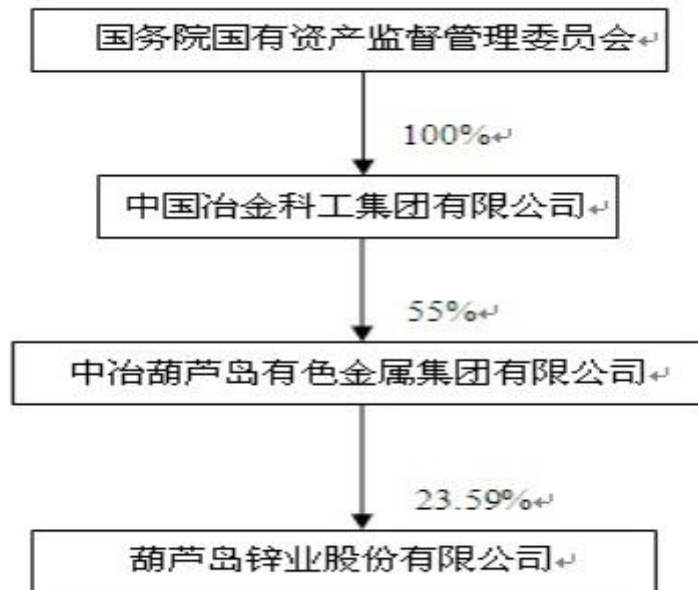 国务院国有资产监督管理委员会
100%
中国冶金科工集团有限公司
55%
中冶葫芦岛有色金属集团有限公司
23.59%
葫芦岛锌业股份有限公司